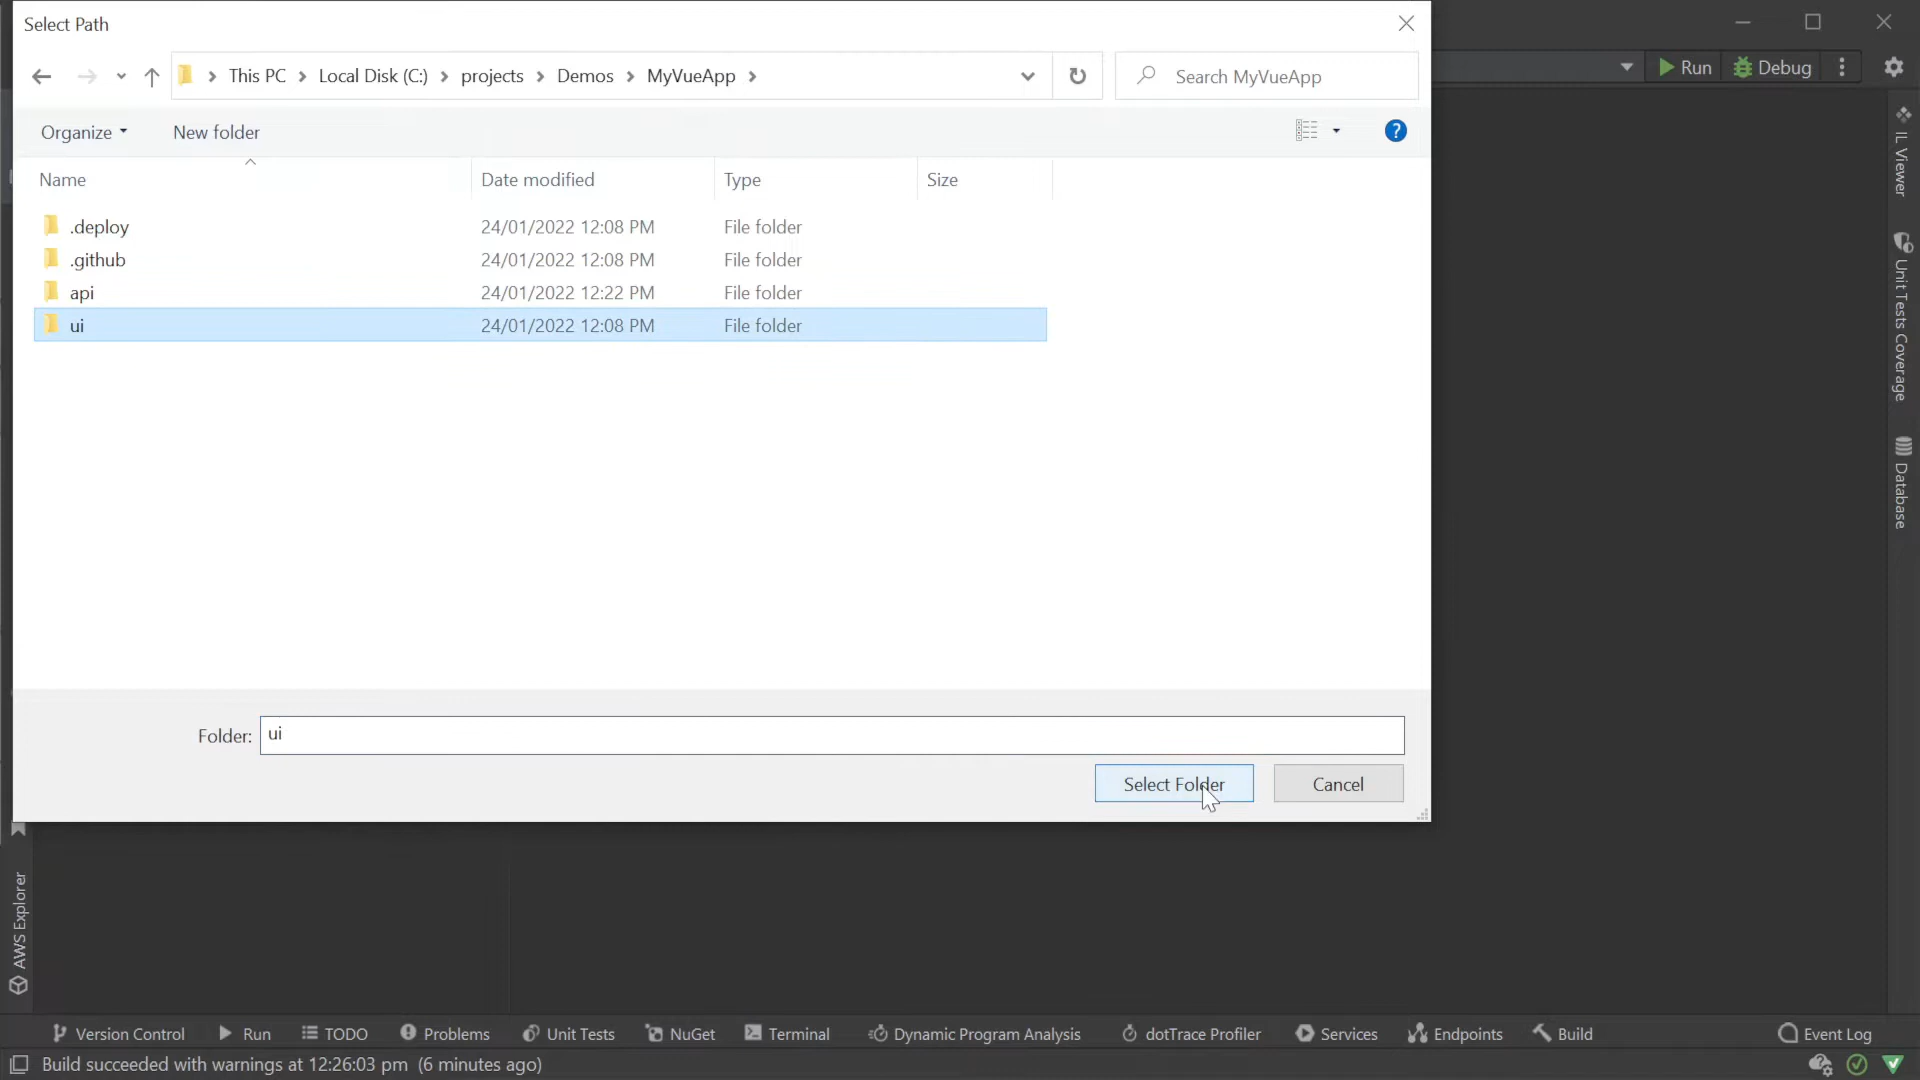 Select Path
This PC Local Disk (C:) projects Demos MyVueApp
Search MyVueApp
Run Debug
Organize New folder
Name Date modified Type Size
.deploy 24/01/2022 12:08 PM File folder
.github 24/01/2022 12:08 PM File folder
api 24/01/2022 12:22 PM File folder
ui 24/01/2022 12:08 PM File folder
Folder: ui
Select Folder Cancel
IL Viewer
Unit Tests Coverage
Database
AWS Explorer
Version Control Run TODO Problems Unit Tests NuGet Terminal Dynamic Program Analysis dotTrace Profiler Services Endpoints Build Event Log
Build succeeded with warnings at 12:26:03 pm (6 minutes ago)